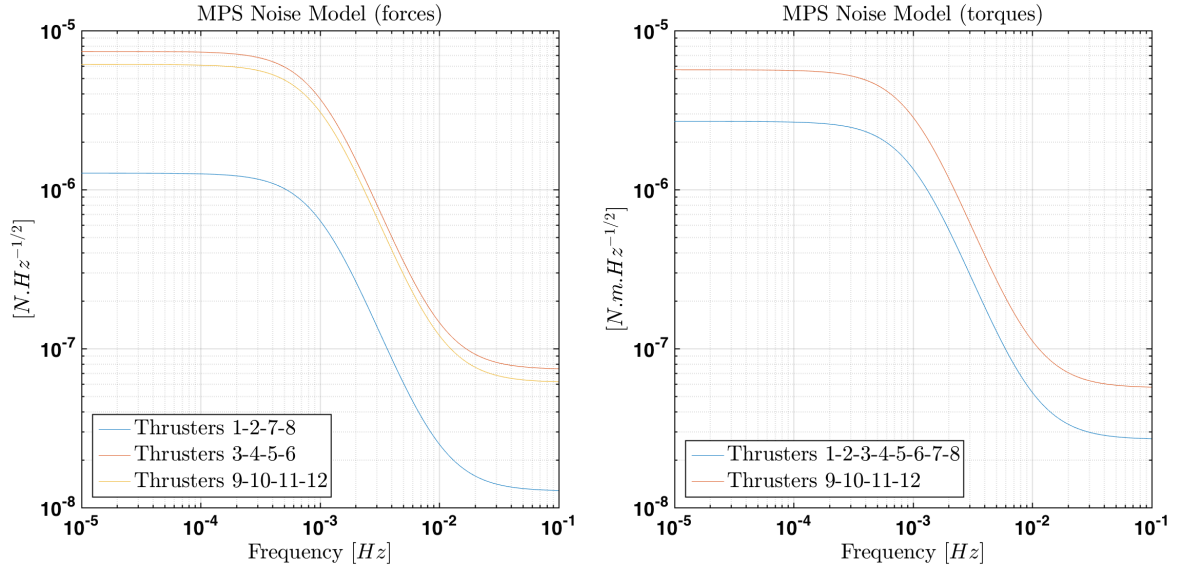 MPS Noise Model (forces)
[N.Hz^{-1/2}]
10^{-5}
10^{-6}
10^{-7}
10^{-8}
Thrusters 1-2-7-8
Thrusters 3-4-5-6
Thrusters 9-10-11-12
10^{-5} 10^{-4} 10^{-3} 10^{-2} 10^{-1}
Frequency [Hz]
MPS Noise Model (torques)
[N.m.Hz^{-1/2}]
10^{-5}
10^{-6}
10^{-7}
10^{-8}
Thrusters 1-2-3-4-5-6-7-8
Thrusters 9-10-11-12
10^{-5} 10^{-4} 10^{-3} 10^{-2} 10^{-1}
Frequency [Hz]